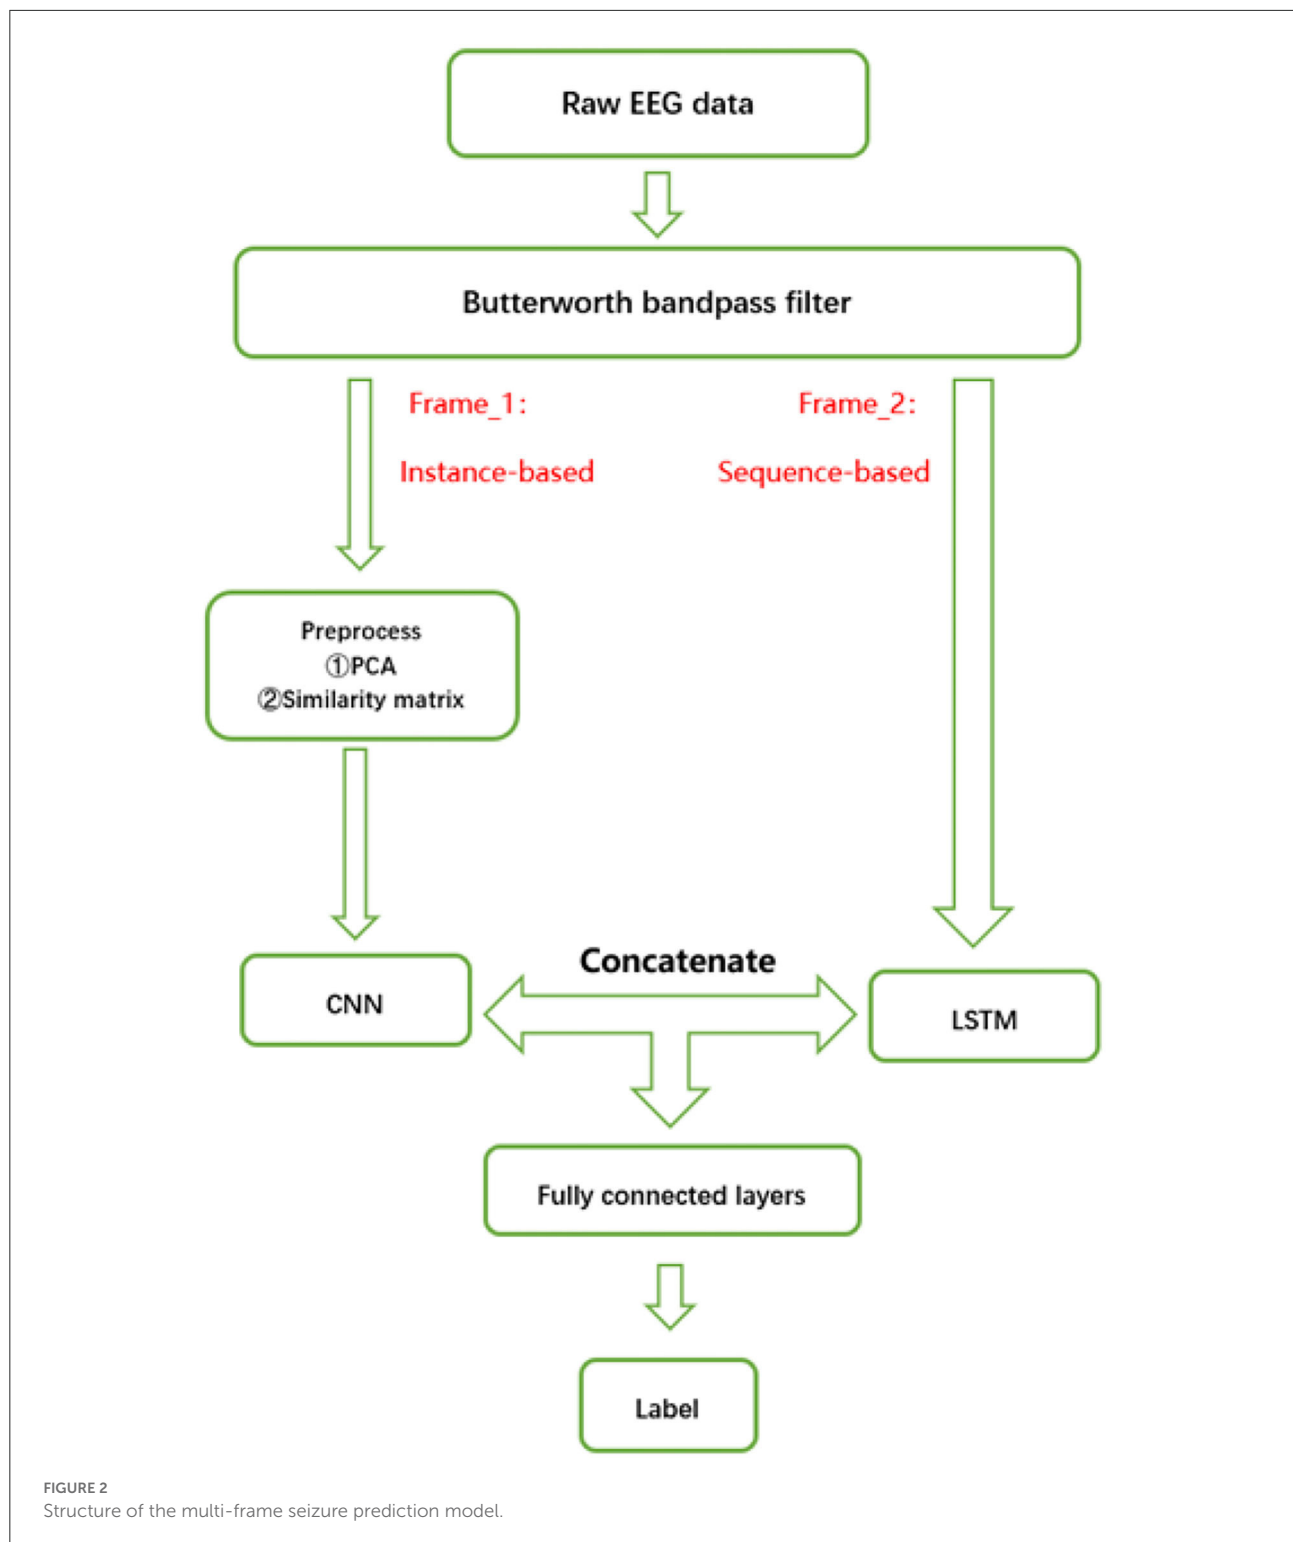 Raw EEG data
Butterworth bandpass filter
Frame_1:
Instance-based
Frame_2:
Sequence-based
Preprocess
①PCA
②Similarity matrix
Concatenate
CNN
LSTM
Fully connected layers
Label
FIGURE 2
Structure of the multi-frame seizure prediction model.